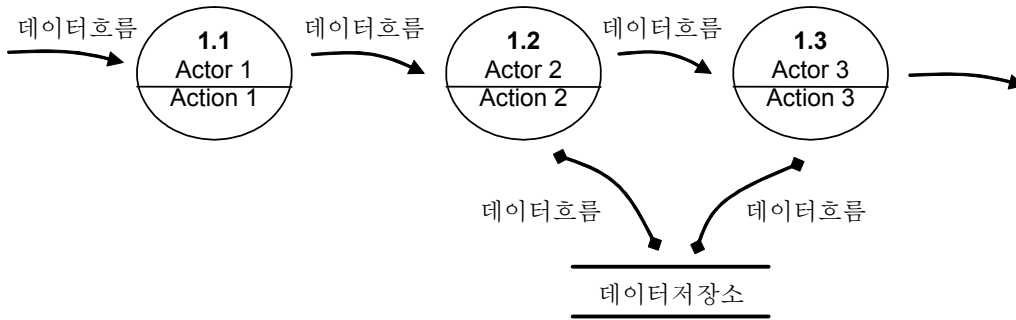 데이터흐름
1.1
Actor 1
Action 1
데이터흐름
1.2
Actor 2
Action 2
데이터흐름
1.3
Actor 3
Action 3
데이터흐름
데이터흐름
데이터저장소